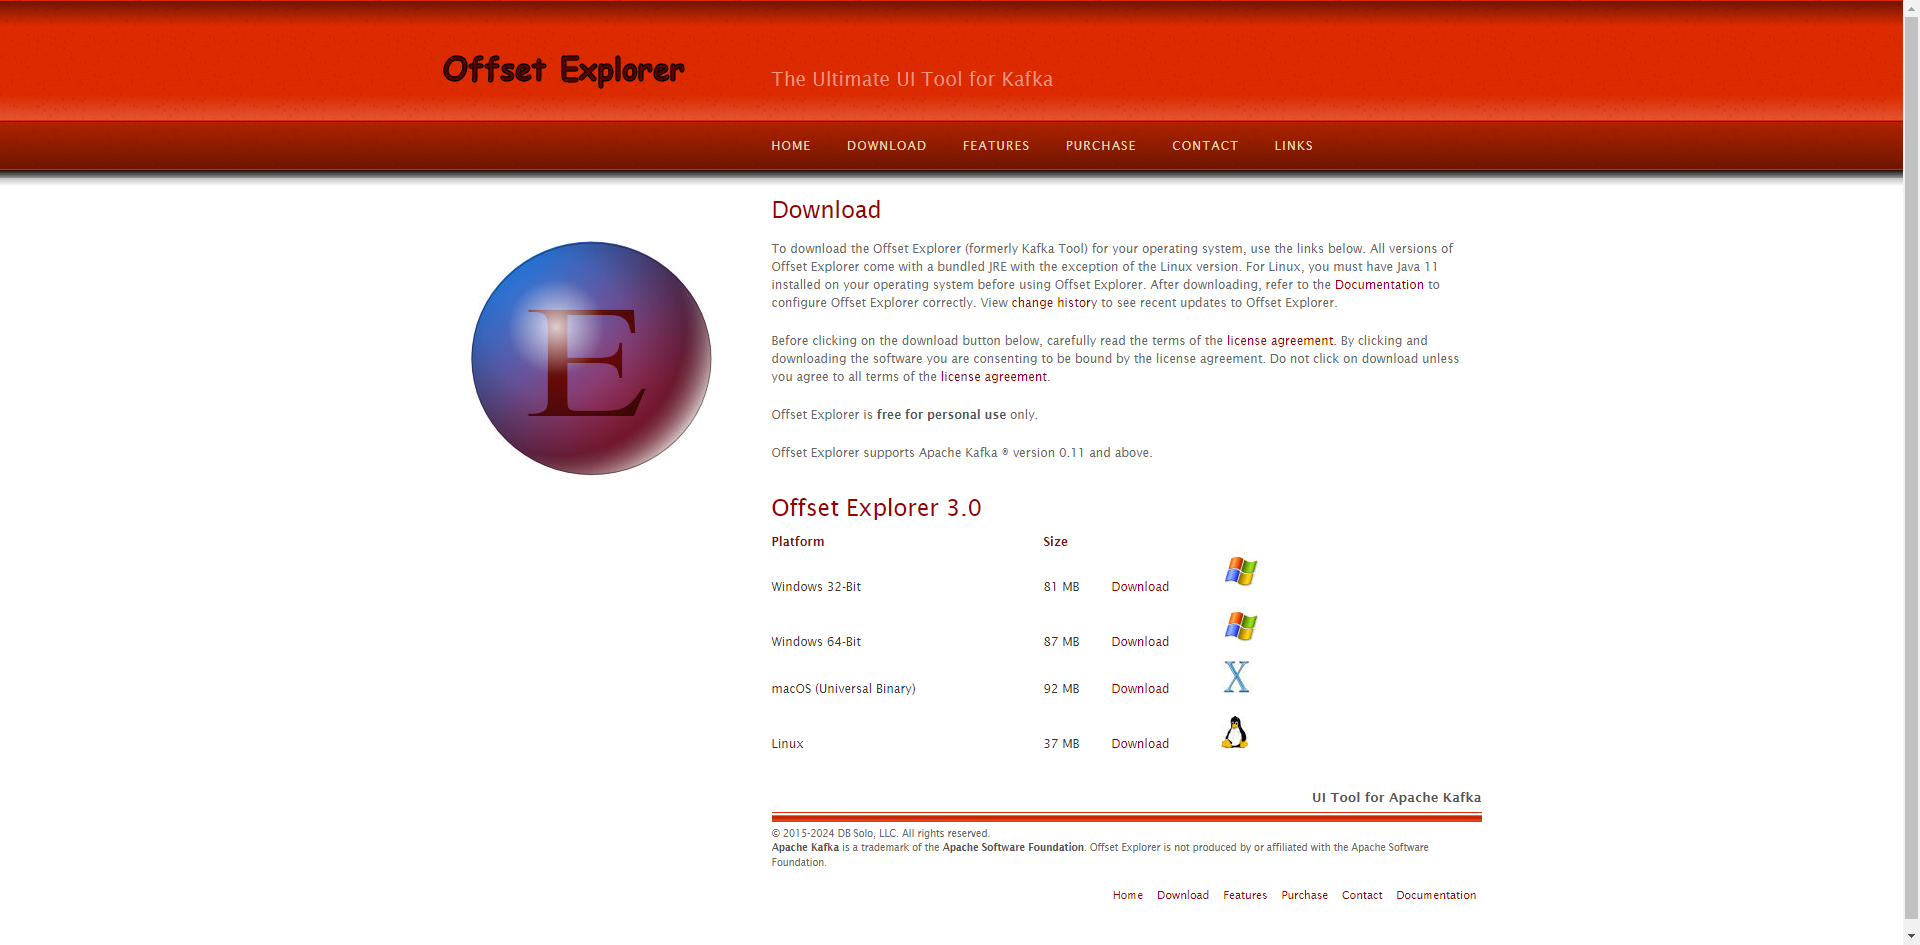 Offset Explorer
The Ultimate UI Tool for Kafka
HOME DOWNLOAD FEATURES PURCHASE CONTACT LINKS
Download
To download the Offset Explorer (formerly Kafka Tool) for your operating system, use the links below. All versions of
Offset Explorer come with a bundled JRE with the exception of the Linux version. For Linux, you must have Java 11
installed on your operating system before using Offset Explorer. After downloading, refer to the Documentation to
configure Offset Explorer correctly. View change history to see recent updates to Offset Explorer.
Before clicking on the download button below, carefully read the terms of the license agreement. By clicking and
downloading the software you are consenting to be bound by the license agreement. Do not click on download unless
you agree to all terms of the license agreement.
Offset Explorer is free for personal use only.
Offset Explorer supports Apache Kafka ® version 0.11 and above.
E
Offset Explorer 3.0
Platform Size
Windows 32-Bit 81 MB Download
Windows 64-Bit 87 MB Download
macOS (Universal Binary) 92 MB Download
X
Linux 37 MB Download
UI Tool for Apache Kafka
© 2015-2024 DB Solo, LLC. All rights reserved.
Apache Kafka is a trademark of the Apache Software Foundation. Offset Explorer is not produced by or affiliated with the Apache Software
Foundation.
Home Download Features Purchase Contact Documentation